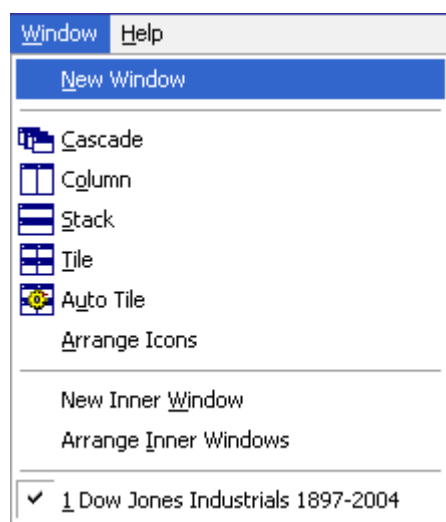 Window Help
New Window
Cascade
Column
Stack
Tile
Auto Tile
Arrange Icons
New Inner Window
Arrange Inner Windows
1 Dow Jones Industrials 1897-2004